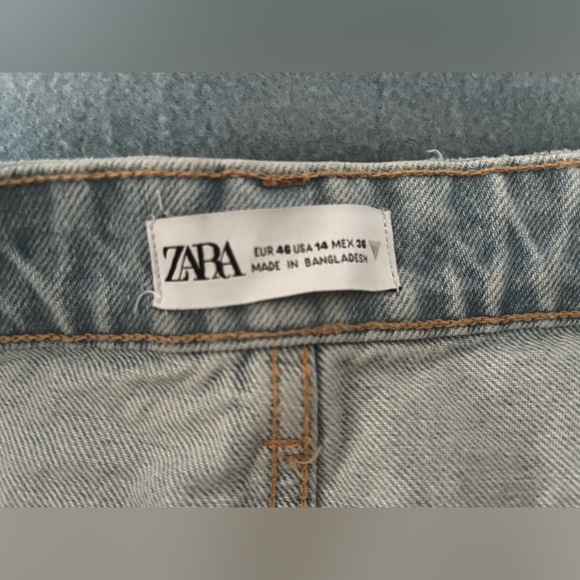 ZARA
EUR 46 USA 14 MEX 36
MADE IN BANGLADESH